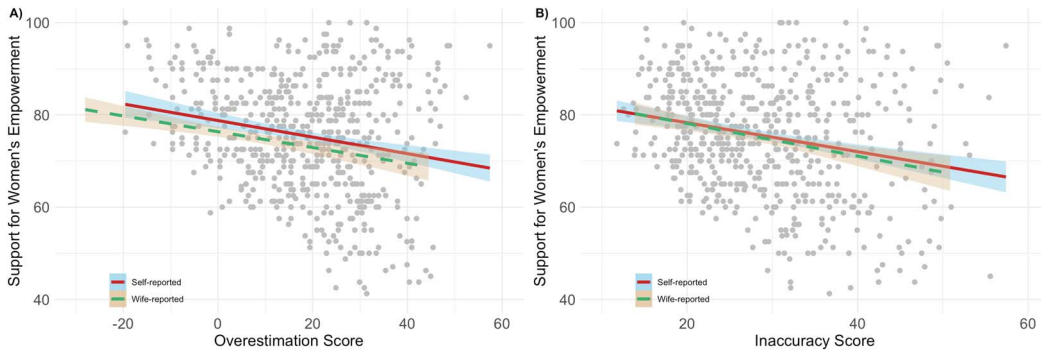 A)
Support for Women's Empowerment
100
80
60
40
Self-reported
Wife-reported
-20
0
20
40
60
Overestimation Score
B)
Support for Women's Empowerment
100
80
60
40
Self-reported
Wife-reported
20
40
60
Inaccuracy Score